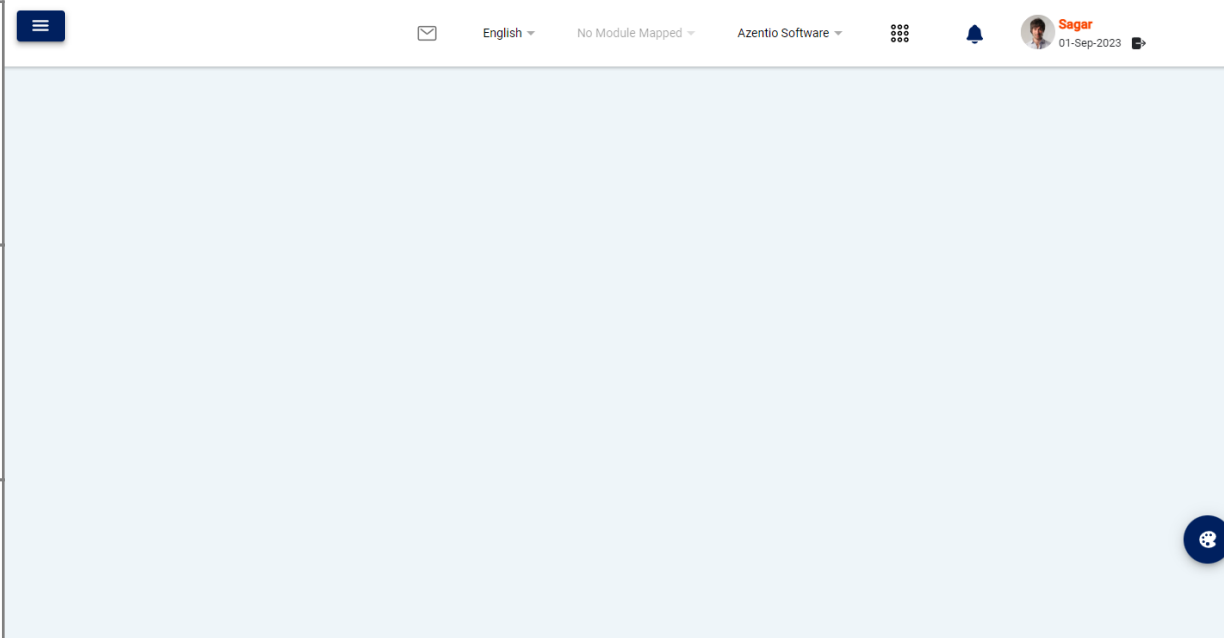 English
No Module Mapped
Azentio Software
Sagar
01-Sep-2023